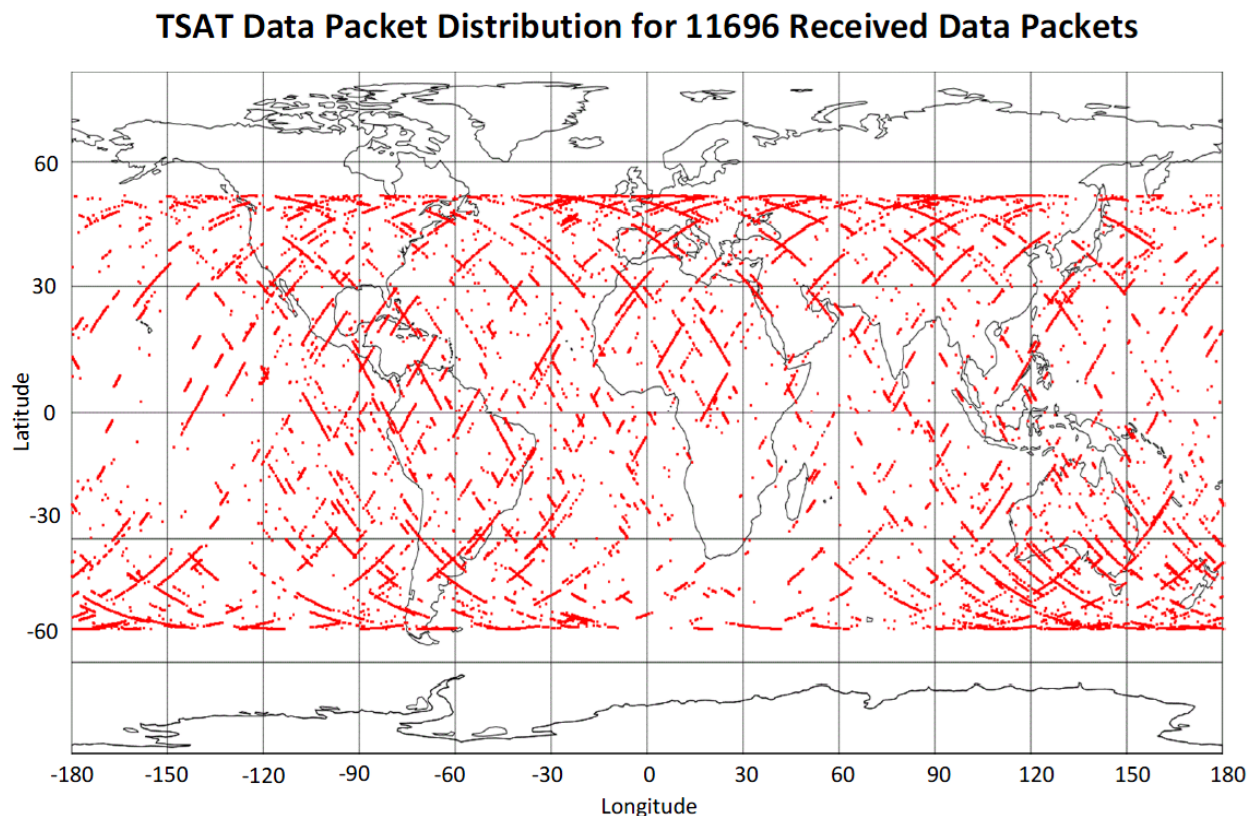 TSAT Data Packet Distribution for 11696 Received Data Packets
60
30
0
-30
-60
Latitude
-180 -150 -120 -90 -60 -30 0 30 60 90 120 150 180
Longitude